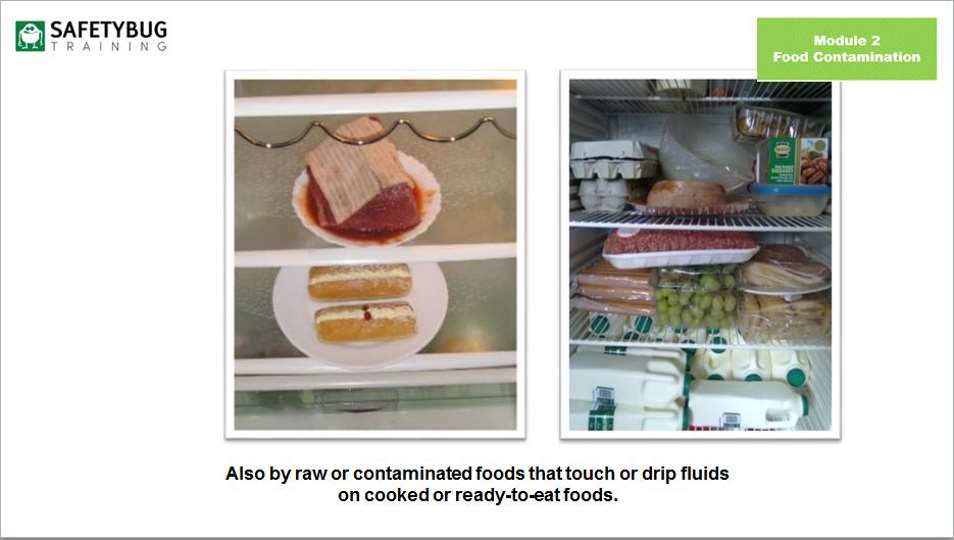 SAFETYBUG
TRAINING
Module 2
Food Contamination
Also by raw or contaminated foods that touch or drip fluids
on cooked or ready-to-eat foods.